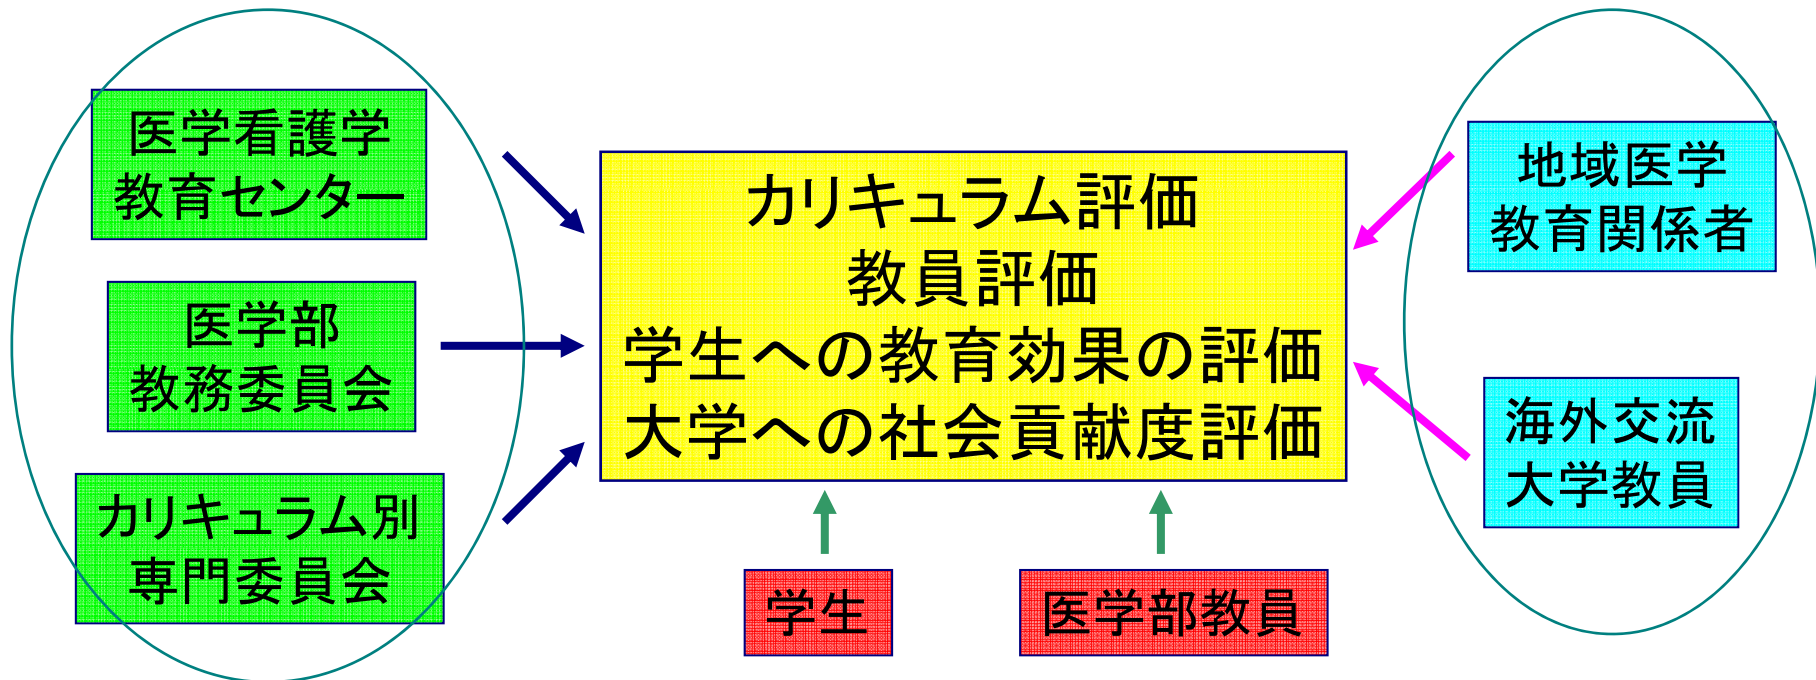 医学看護学
教育センター
医学部
教務委員会
カリキュラム別
専門委員会
カリキュラム評価
教員評価
学生への教育効果の評価
大学への社会貢献度評価
学生
医学部教員
地域医学
教育関係者
海外交流
大学教員